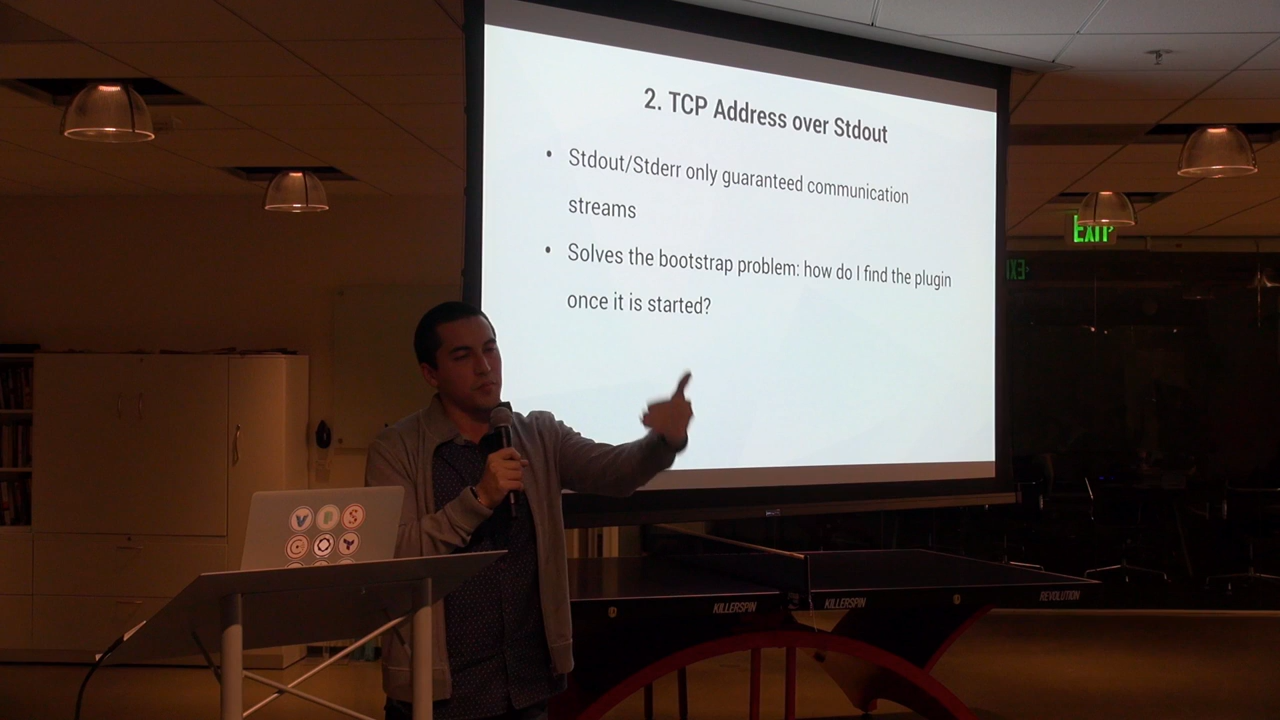 2. TCP Address over Stdout
• Stdout/Stderr only guaranteed communication
streams
• Solves the bootstrap problem: how do I find the plugin
once it is started?
EXIT
EXI
KILLERSPIN
KILLERSPIN
REVOLUTION